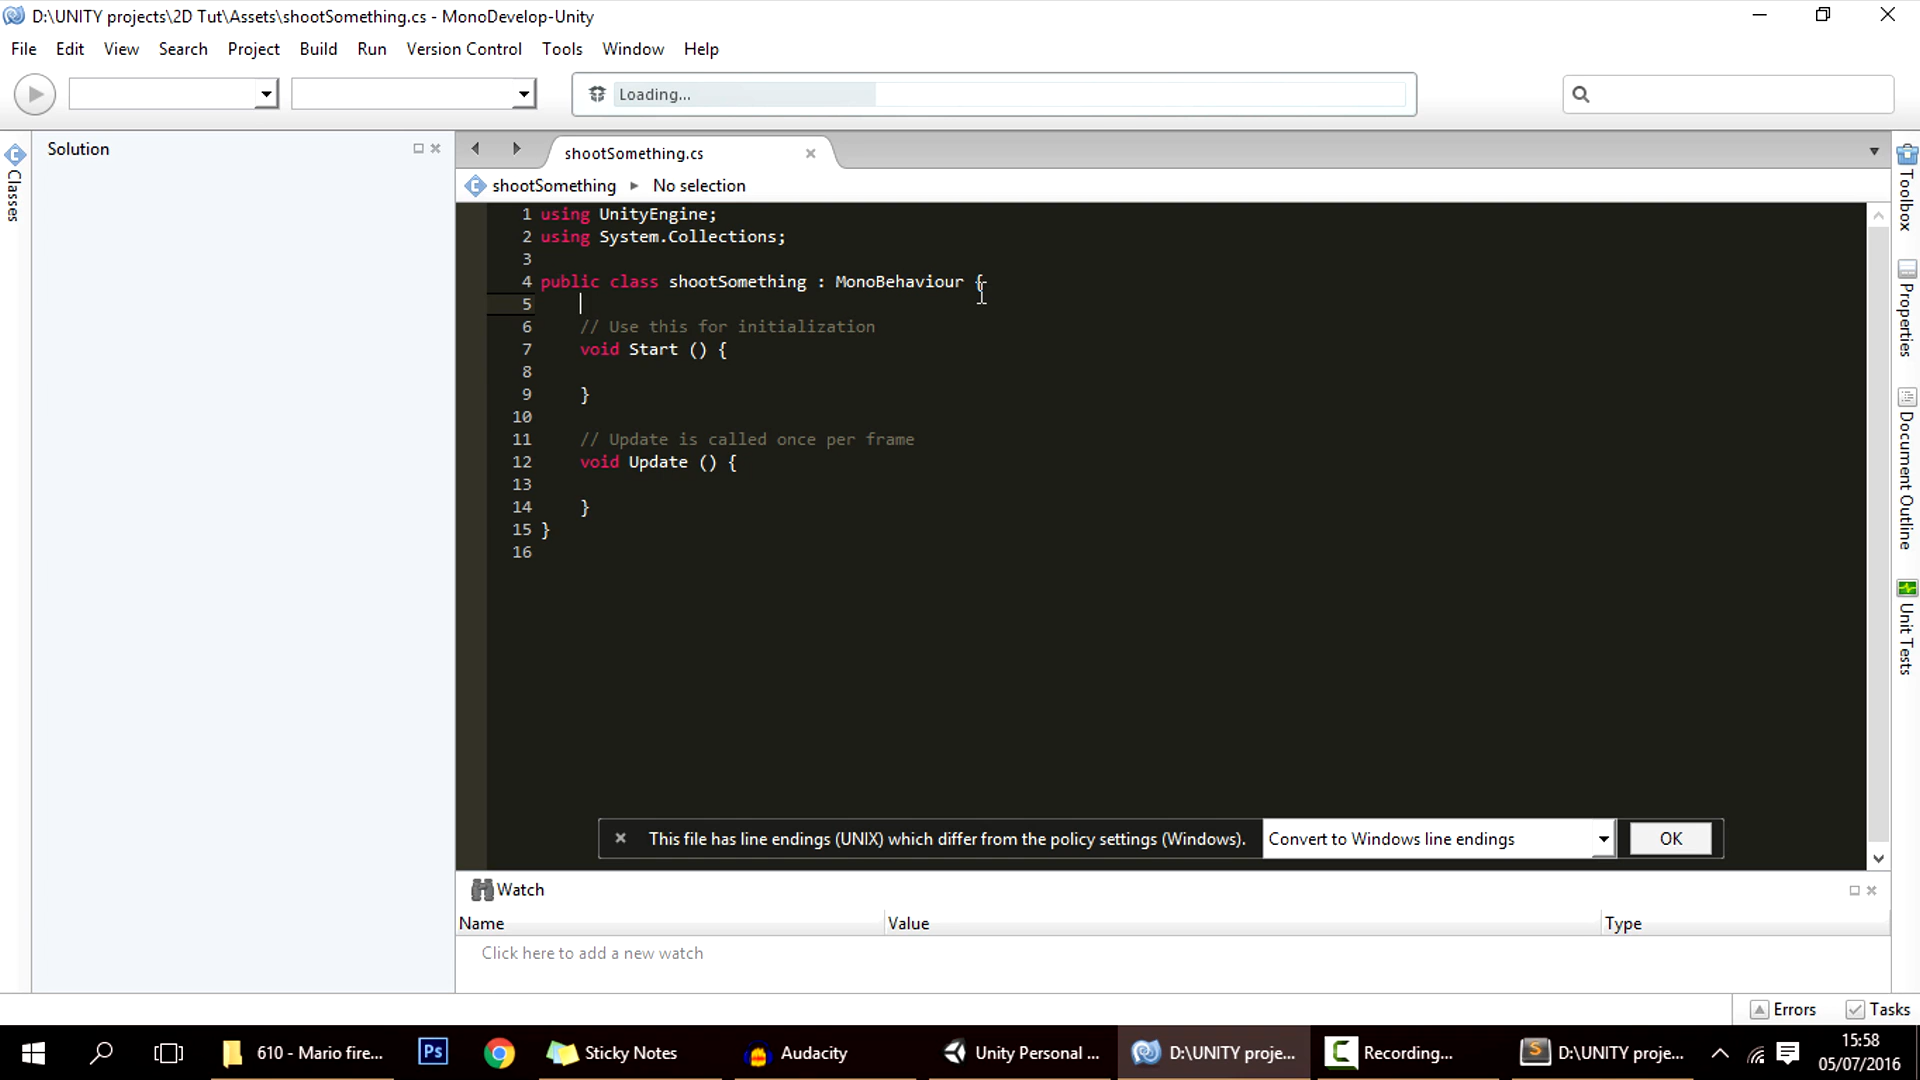 D:\UNITY projects\2D Tut\Assets\shootSomething.cs - MonoDevelop-Unity
File Edit View Search Project Build Run Version Control Tools Window Help
Loading...
Classes
Solution
shootSomething.cs
shootSomething ▸ No selection
1 using UnityEngine;
2 using System.Collections;
3
4 public class shootSomething : MonoBehaviour {
5
6 // Use this for initialization
7 void Start () {
8
9 }
10
11 // Update is called once per frame
12 void Update () {
13
14 }
15 }
16
Toolbox
Properties
Document Outline
Unit Tests
This file has line endings (UNIX) which differ from the policy settings (Windows). Convert to Windows line endings OK
Watch
Name Value Type
Click here to add a new watch
Errors Tasks
610 - Mario fire... Ps Sticky Notes Audacity Unity Personal ... D:\UNITY proje... C Recording... S D:\UNITY proje... 15:58
05/07/2016